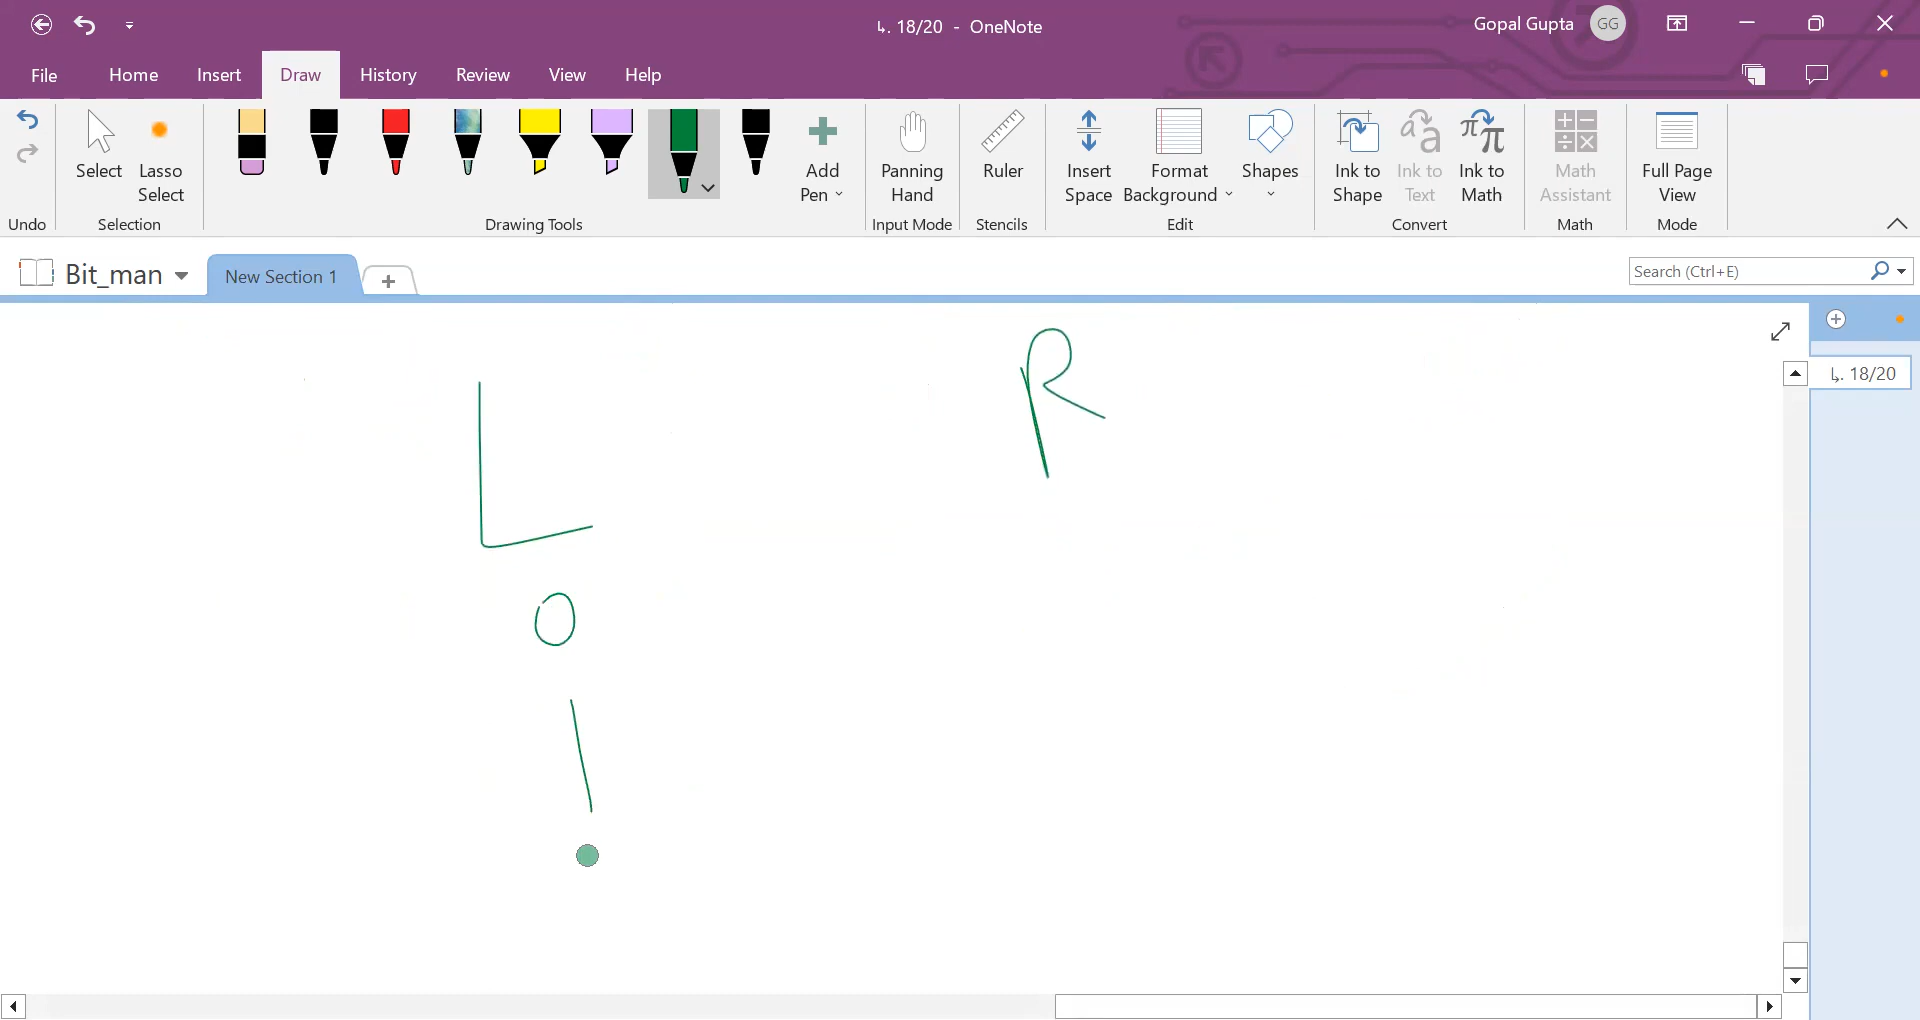 ৳. 18/20 - OneNote
Gopal Gupta GG
File Home Insert Draw History Review View Help
Select Lasso Select
Add Pen
Panning Hand
Ruler
Insert Space
Format Background
Shapes
Ink to Shape
Ink to Text
Ink to Math
Math Assistant
Full Page View
Undo Selection Drawing Tools Input Mode Stencils Edit Convert Math Mode
Bit_man New Section 1 Search (Ctrl+E)
18/20
L R
0
1